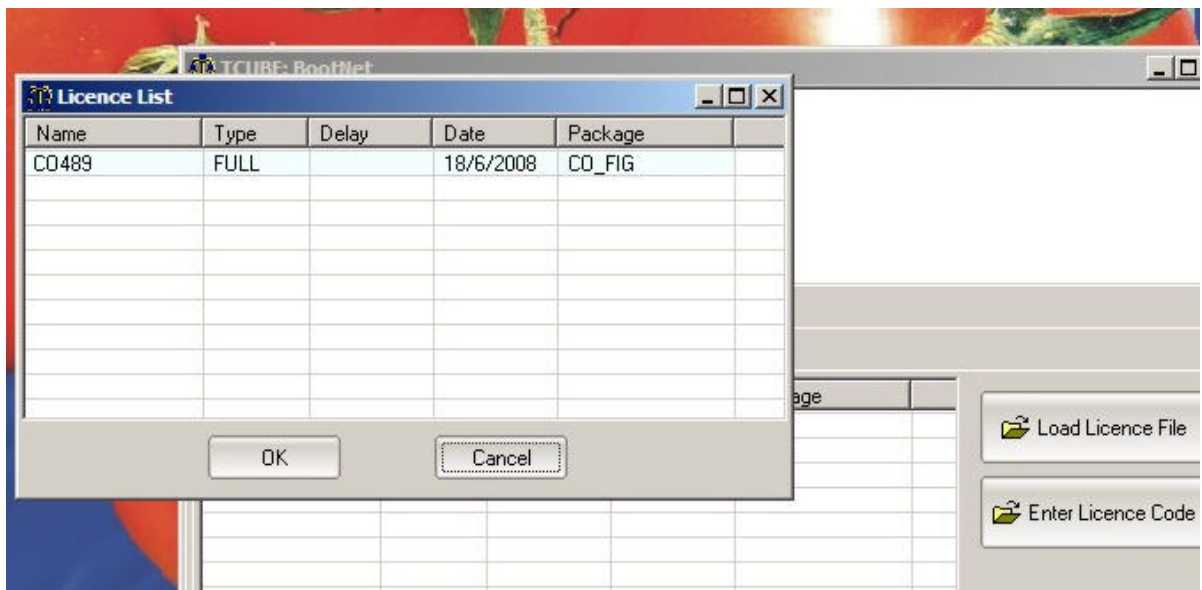 TCUBE: BootNet
Licence List
Name Type Delay Date Package
CO489 FULL 18/6/2008 CO_FIG
age
OK Cancel
Load Licence File
Enter Licence Code